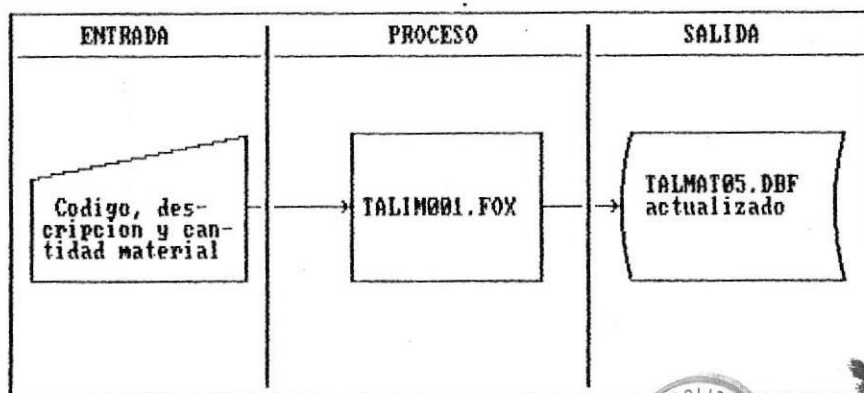 ENTRADA
PROCESO
SALIDA
Codigo, des-
cripcion y can-
tidad material
TALIM001.FOX
TALMAT05.DBF
actualizado